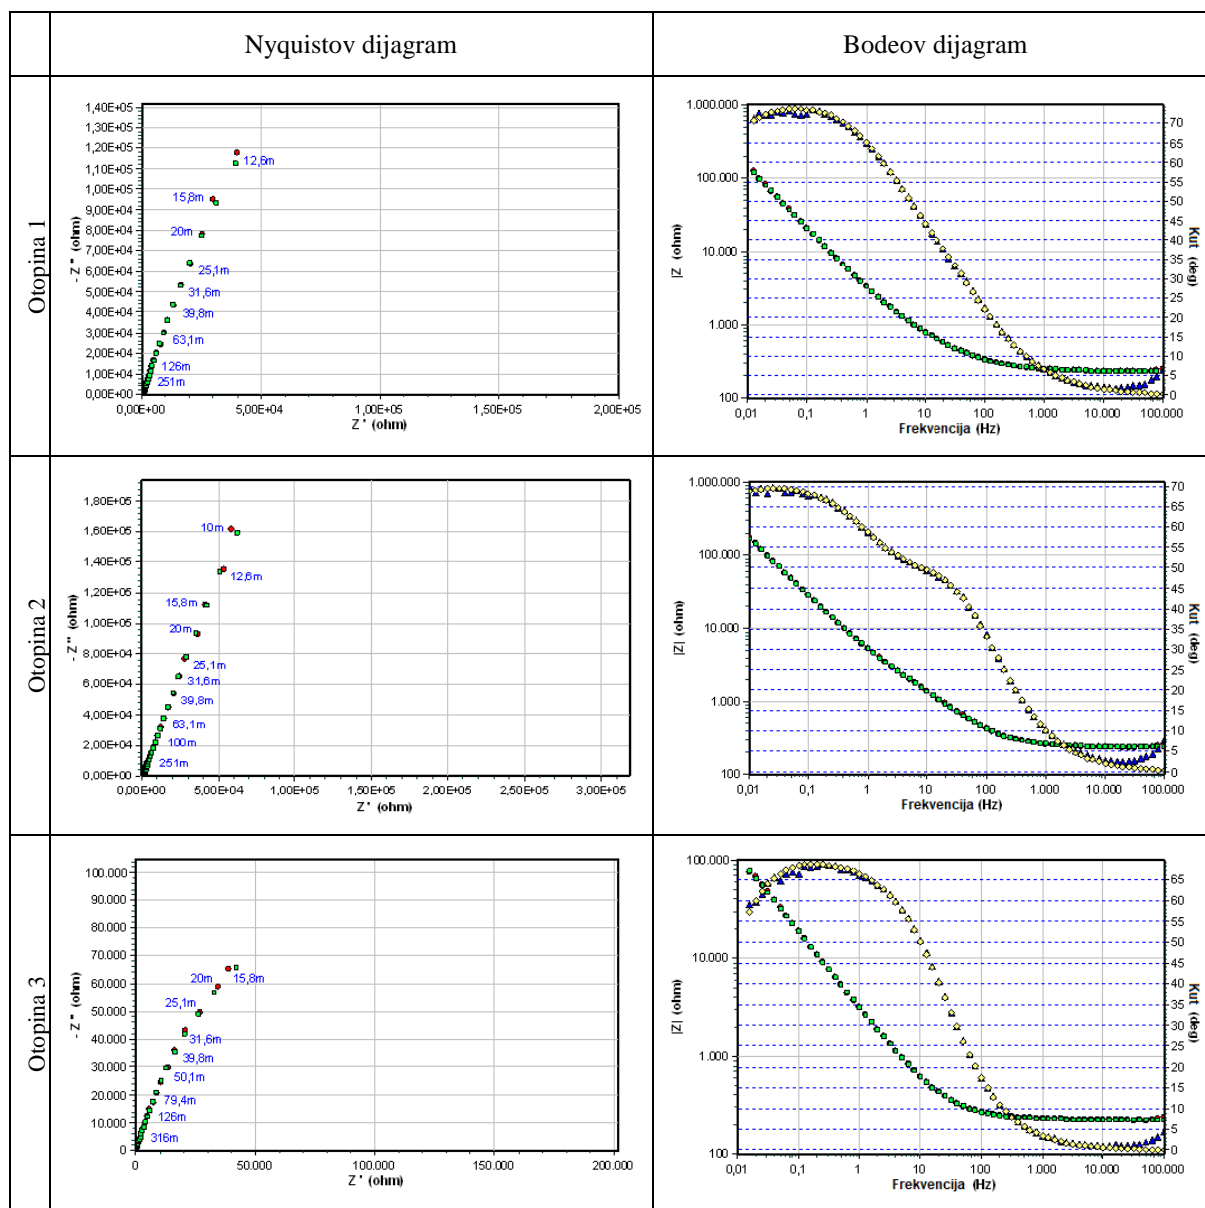 Nyquistov dijagram
Bodeov dijagram
Otopina 1
1,40E+05
1,30E+05
1,20E+05
1,10E+05
1,00E+05
9,00E+04
8,00E+04
7,00E+04
6,00E+04
5,00E+04
4,00E+04
3,00E+04
2,00E+04
1,00E+04
0,00E+00
- Z'' (ohm)
12,6m
15,8m
20m
25,1m
31,6m
39,8m
63,1m
126m
251m
0,00E+00 5,00E+04 1,00E+05 1,50E+05 2,00E+05
Z' (ohm)
1.000.000
100.000
10.000
1.000
100
|Z (ohm)
70
65
60
55
50
45
40
35
30
25
20
15
10
5
0
Kut (deg)
0,01 0,1 1 10 100 1.000 10.000 100.000
Frekvencija (Hz)
Otopina 2
1,80E+05
1,60E+05
1,40E+05
1,20E+05
1,00E+05
8,00E+04
6,00E+04
4,00E+04
2,00E+04
0,00E+00
- Z'' (ohm)
10m
12,6m
15,8m
20m
25,1m
31,6m
39,8m
63,1m
100m
251m
0,00E+00 5,00E+04 1,00E+05 1,50E+05 2,00E+05 2,50E+05 3,00E+05
Z' (ohm)
1.000.000
100.000
10.000
1.000
100
|Z| (ohm)
70
65
60
55
50
45
40
35
30
25
20
15
10
5
0
Kut (deg)
0,01 0,1 1 10 100 1.000 10.000 100.000
Frekvencija (Hz)
Otopina 3
100.000
90.000
80.000
70.000
60.000
50.000
40.000
30.000
20.000
10.000
0
- Z'' (ohm)
20m 15,8m
25,1m
31,6m
39,8m
50,1m
79,4m
126m
316m
0 50.000 100.000 150.000 200.000
Z' (ohm)
100.000
10.000
1.000
100
|Z| (ohm)
65
60
55
50
45
40
35
30
25
20
15
10
5
0
Kut (deg)
0,01 0,1 1 10 100 1.000 10.000 100.000
Frekvencija (Hz)